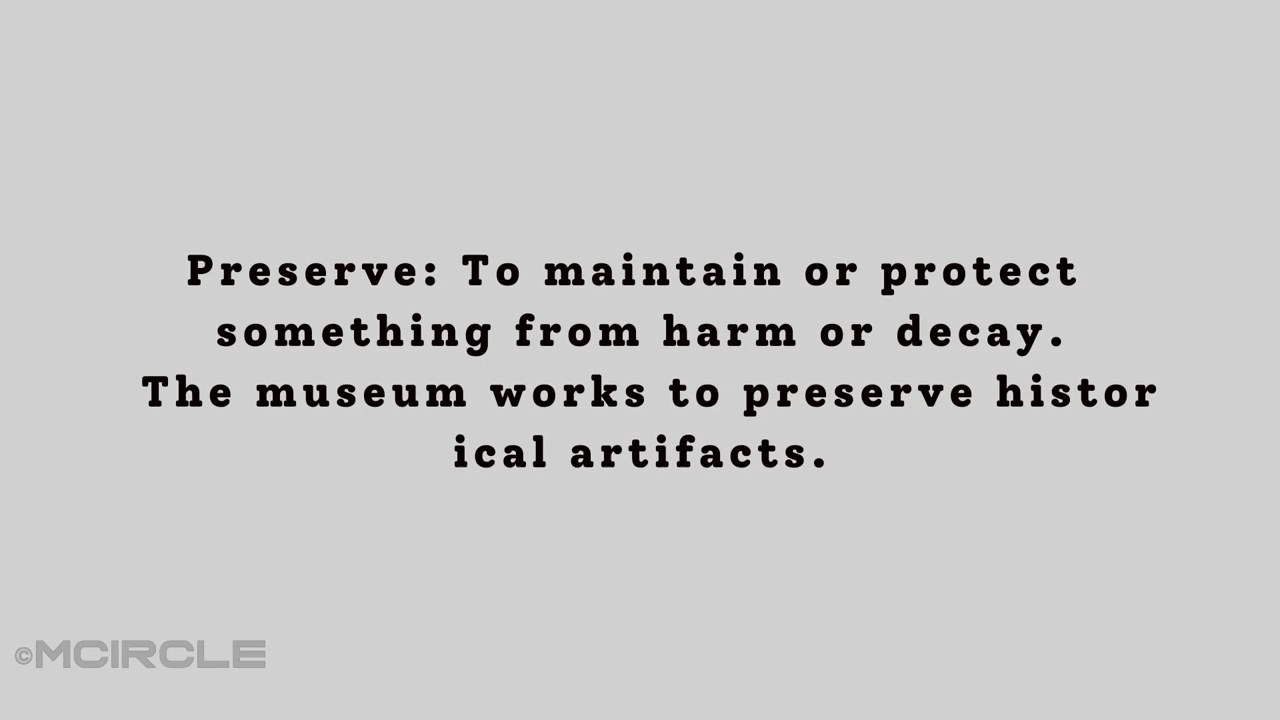 Preserve: To maintain or protect
something from harm or decay.
The museum works to preserve histor
ical artifacts.
©MCIRCLE